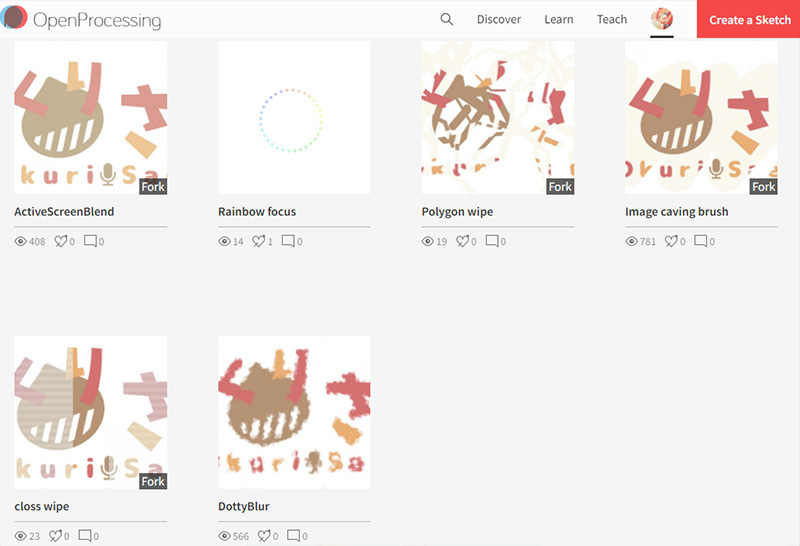 OpenProcessing
Discover
Learn
Teach
Create a Sketch
kuri Sa
Fork
Fork
kuri Sa
Fork
ActiveScreenBlend
Rainbow focus
Polygon wipe
Image caving brush
408 0 0
14 1 0
19 0 0
781 0 0
kuri Sa
Fork
kuri Sa
closs wipe
DottyBlur
23 0 0
566 0 0